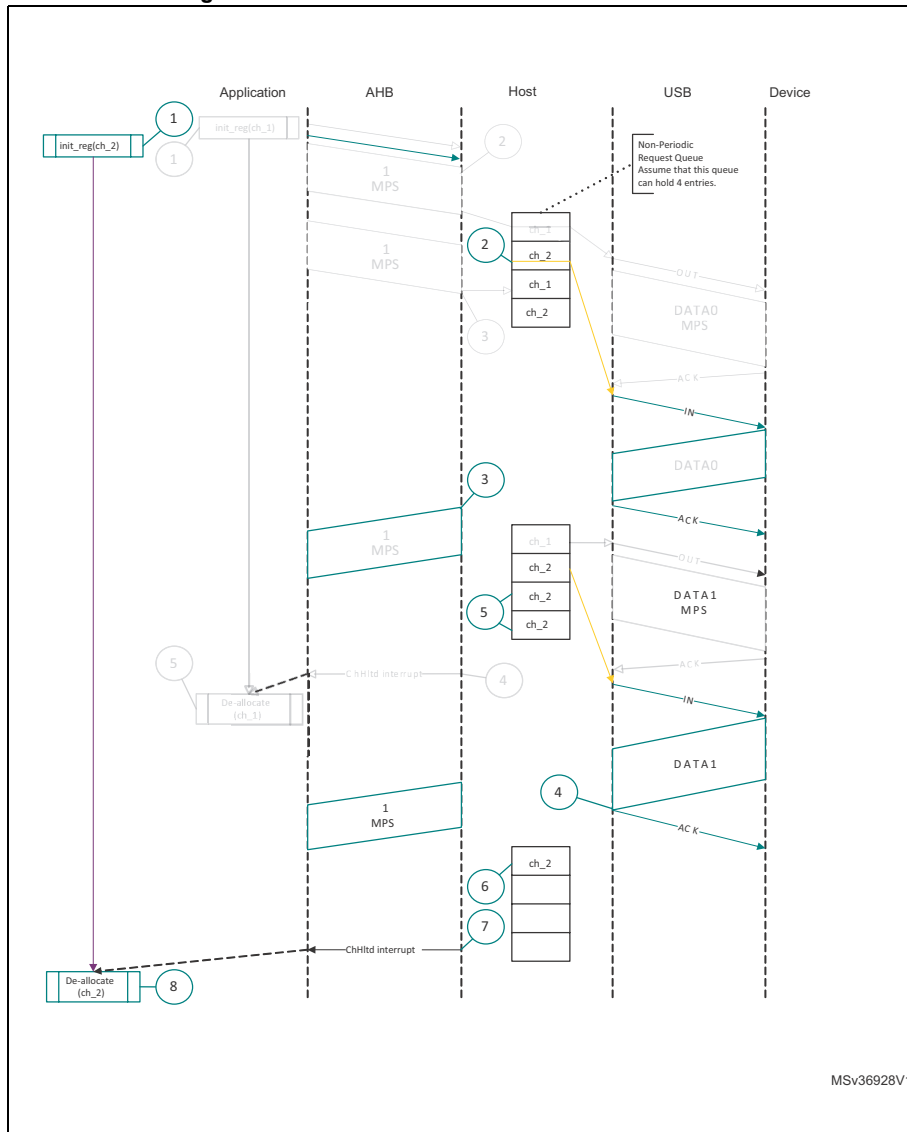 Application AHB Host USB Device
1
init_reg(ch_1)
init_reg(ch_2)
1
2
Non-Periodic
Request Queue
Assume that this queue
can hold 4 entries.
1
MPS
ch_1
2
ch_2
1
MPS
OUT
ch_1
DATA0
MPS
ch_2
3
ACK
IN
DATA0
3
ACK
1
MPS
ch_1
OUT
ch_2
DATA1
MPS
ch_2
5
ch_2
5
ACK
ChHltd interrupt
4
De-allocate
(ch_1)
IN
DATA1
4
1
MPS
ACK
ch_2
6
7
ChHltd interrupt
De-allocate
(ch_2)
8